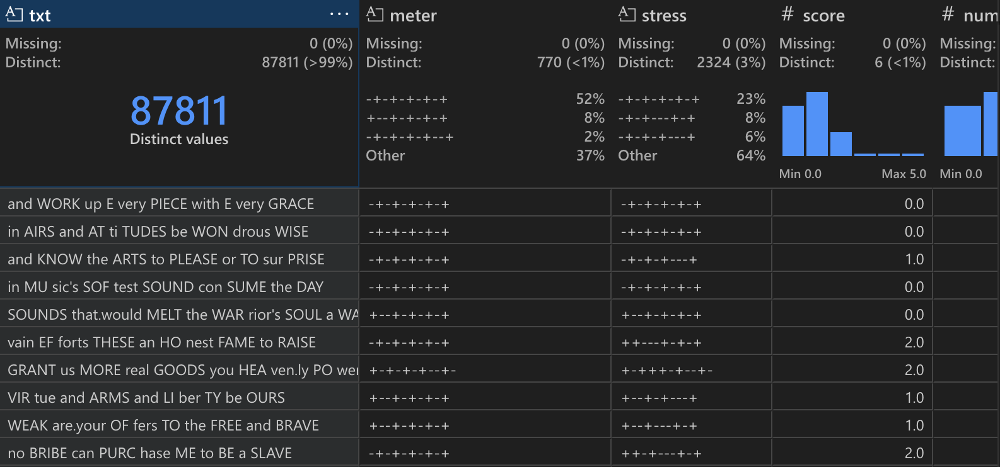 txt ... meter stress # score # num
Missing: 0 (0%) Missing: 0 (0%) Missing: 0 (0%) Missing: 0 (0%) Missing:
Distinct: 87811 (>99%) Distinct: 770 (<1%) Distinct: 2324 (3%) Distinct: 6 (<1%) Distinct:
87811
Distinct values
-+-+-+-+-+ 52% -+-+-+-+-+ 23%
+--+-+-+-+ 8% -+-+---+-+ 8%
-+-+-+-+--+ 2% -+-+-+---+ 6%
Other 37% Other 64%
Min 0.0 Max 5.0 Min 0.0
and WORK up E very PIECE with E very GRACE -+-+-+-+-+ -+-+-+-+-+ 0.0
in AIRS and AT ti TUDES be WON drous WISE -+-+-+-+-+ -+-+-+-+-+ 0.0
and KNOW the ARTS to PLEASE or TO sur PRISE -+-+-+-+-+ -+-+-+---+ 1.0
in MU sic's SOF test SOUND con SUME the DAY -+-+-+-+-+ -+-+-+-+-+ 0.0
SOUNDS that.would MELT the WAR rior's SOUL a WA +--+-+-+-+ +--+-+-+-+ 0.0
vain EF forts THESE an HO nest FAME to RAISE -+-+-+-+-+ ++---+-+-+ 2.0
GRANT us MORE real GOODS you HEA ven.ly PO wer +-+-+-+--+- +-+++-+--+- 2.0
VIR tue and ARMS and LI ber TY be OURS +--+-+-+-+ +--+-+---+ 1.0
WEAK are.your OF fers TO the FREE and BRAVE +--+-+-+-+ +--+---+-+ 1.0
no BRIBE can PURC hase ME to BE a SLAVE -+-+-+-+-+ ++-+---+-+ 2.0